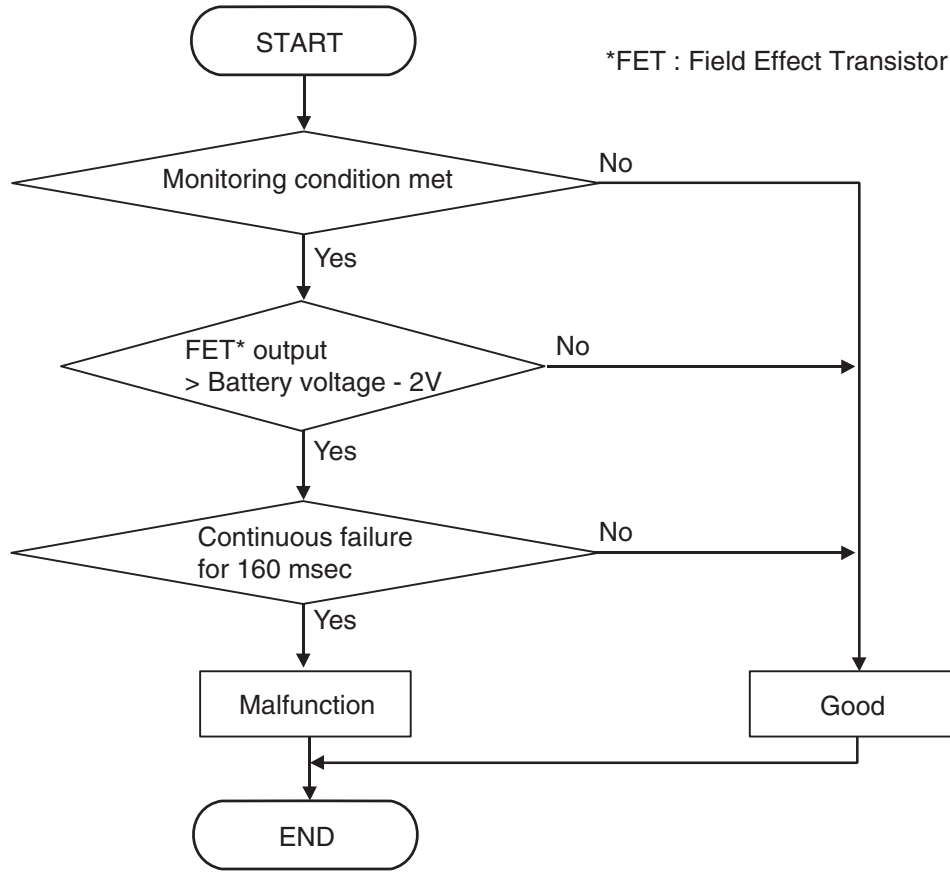 START
*FET : Field Effect Transistor
Monitoring condition met
No
Yes
FET* output
> Battery voltage - 2V
No
Yes
Continuous failure
for 160 msec
No
Yes
Malfunction
Good
END